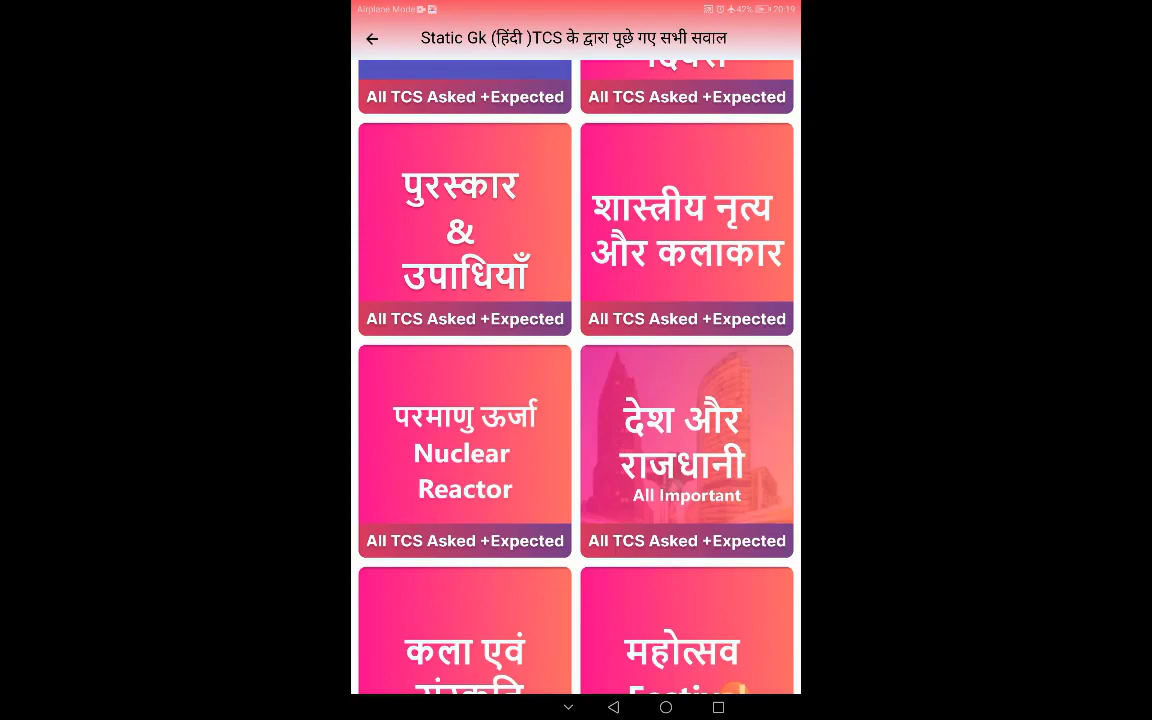 Airplane Mode
42% 20:19
Static Gk (हिंदी )TCS के द्वारा पूछे गए सभी सवाल
दिवस
All TCS Asked +Expected
All TCS Asked +Expected
पुरस्कार
&
उपाधियाँ
All TCS Asked +Expected
शास्त्रीय नृत्य
और कलाकार
All TCS Asked +Expected
परमाणु ऊर्जा
Nuclear
Reactor
All TCS Asked +Expected
देश और
राजधानी
All Important
All TCS Asked +Expected
कला एवं
संस्कृति
महोत्सव
Festival